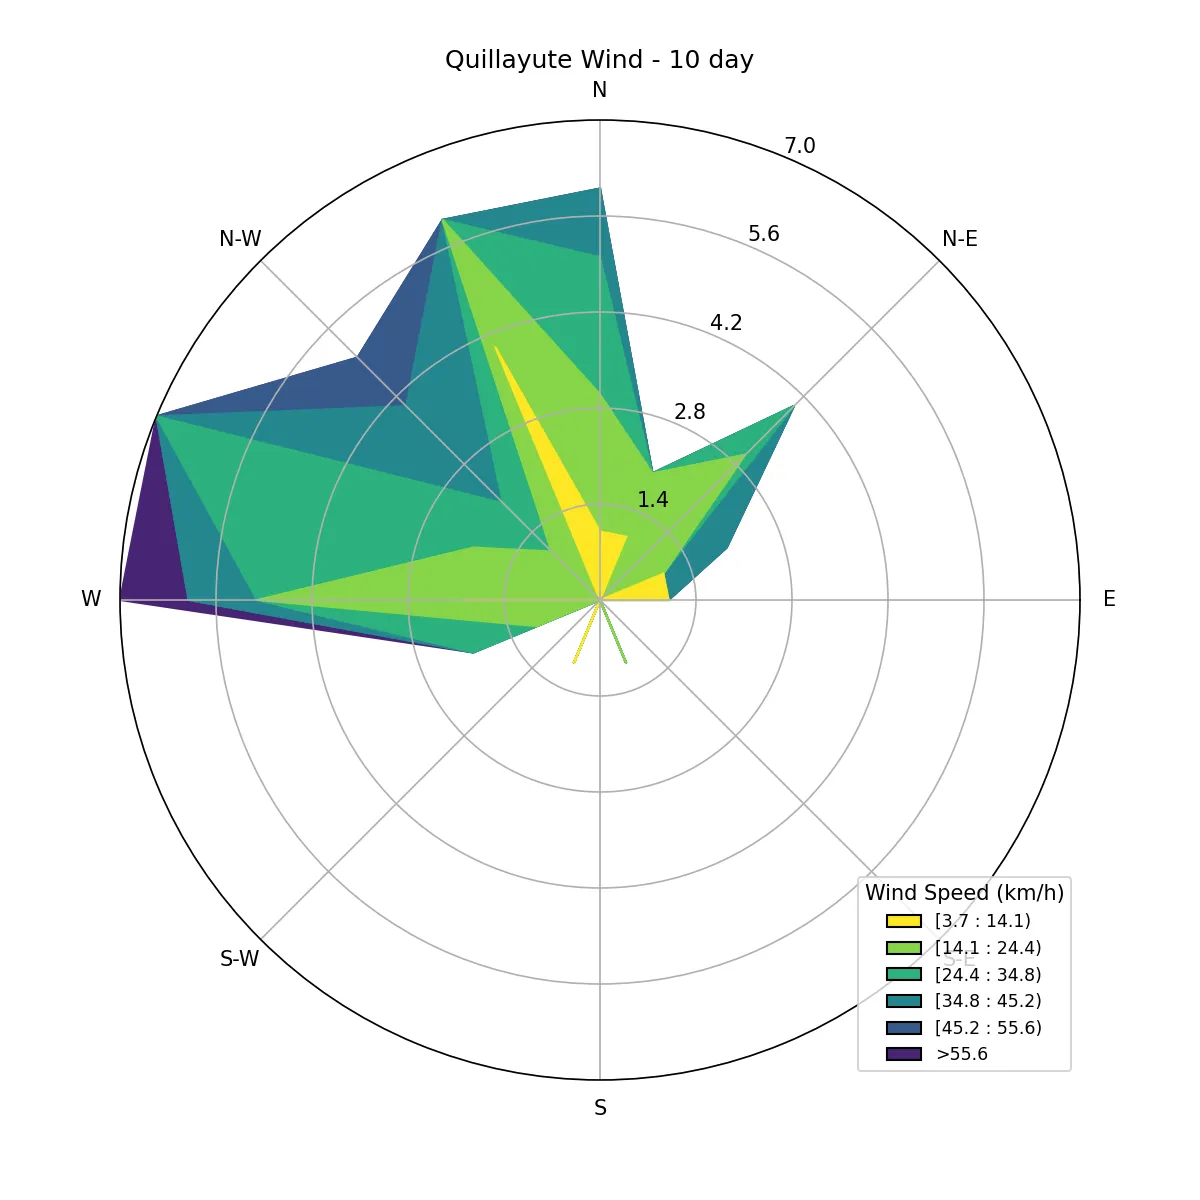 Quillayute Wind - 10 day
N
7.0
N-W
5.6
N-E
4.2
2.8
1.4
W
E
S-W
S-E
S
Wind Speed (km/h)
[3.7 : 14.1)
[14.1 : 24.4)
[24.4 : 34.8)
[34.8 : 45.2)
[45.2 : 55.6)
>55.6